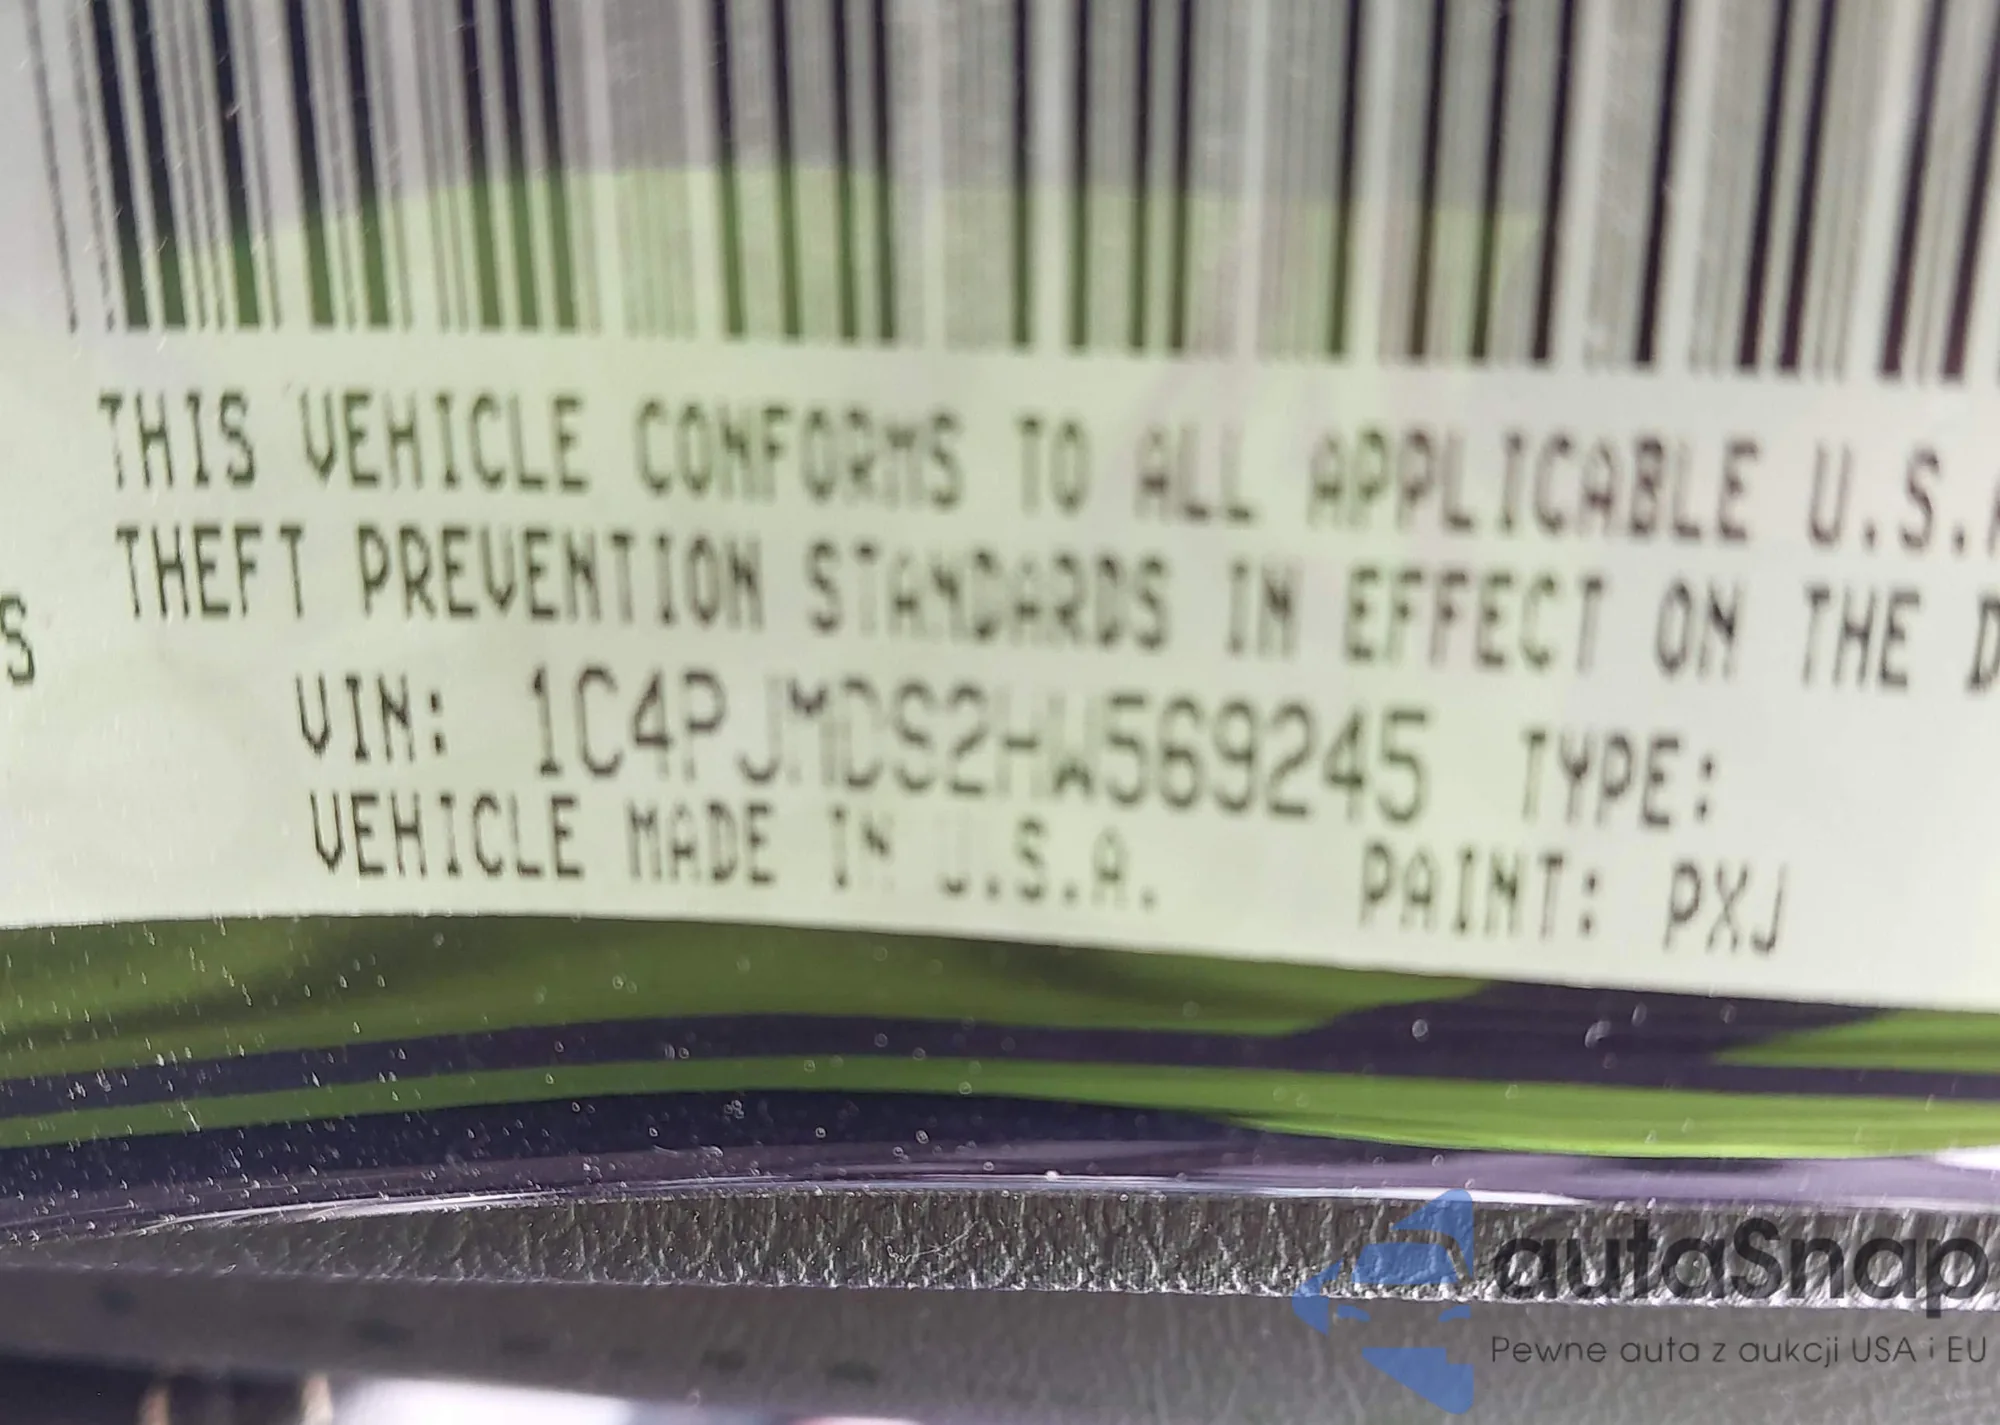 THIS VEHICLE CONFORMS TO ALL APPLICABLE U.S.A
THEFT PREVENTION STANDARDS IN EFFECT ON THE D
S
VIN: 1C4PJMDS2HW569245 TYPE:
VEHICLE MADE IN U.S.A. PAINT: PXJ
autaSnap
Pewne auta z aukcji USA i EU